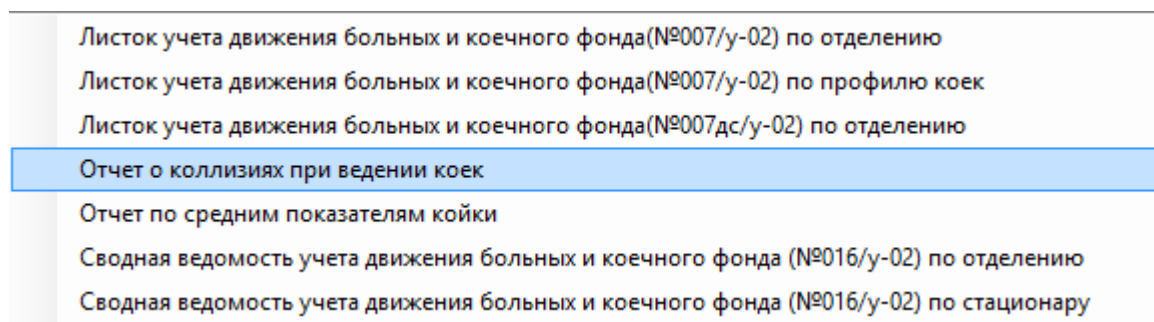 Листок учета движения больных и коечного фонда(№007/у-02) по отделению
Листок учета движения больных и коечного фонда(№007/у-02) по профилю коек
Листок учета движения больных и коечного фонда(№007дс/у-02) по отделению
Отчет о коллизиях при ведении коек
Отчет по средним показателям койки
Сводная ведомость учета движения больных и коечного фонда (№016/у-02) по отделению
Сводная ведомость учета движения больных и коечного фонда (№016/у-02) по стационару